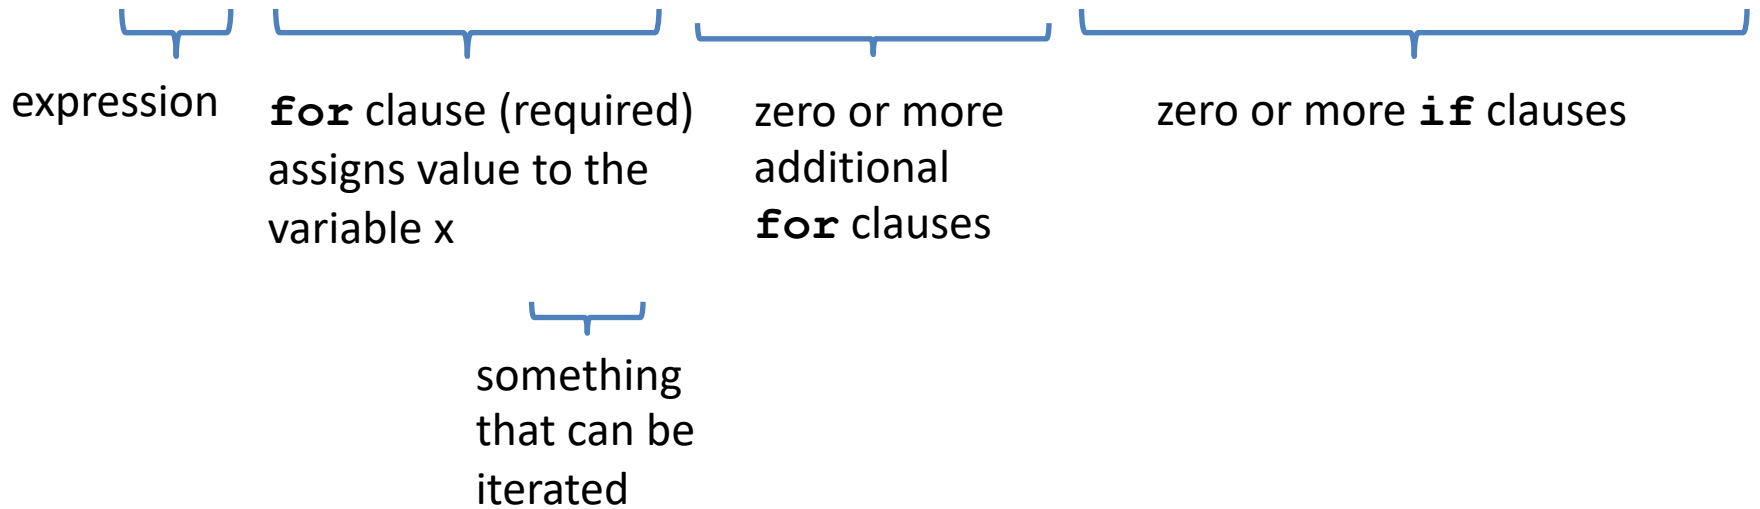 expression
for clause (required)
assigns value to the
variable x
zero or more
additional
for clauses
zero or more if clauses
something
that can be
iterated